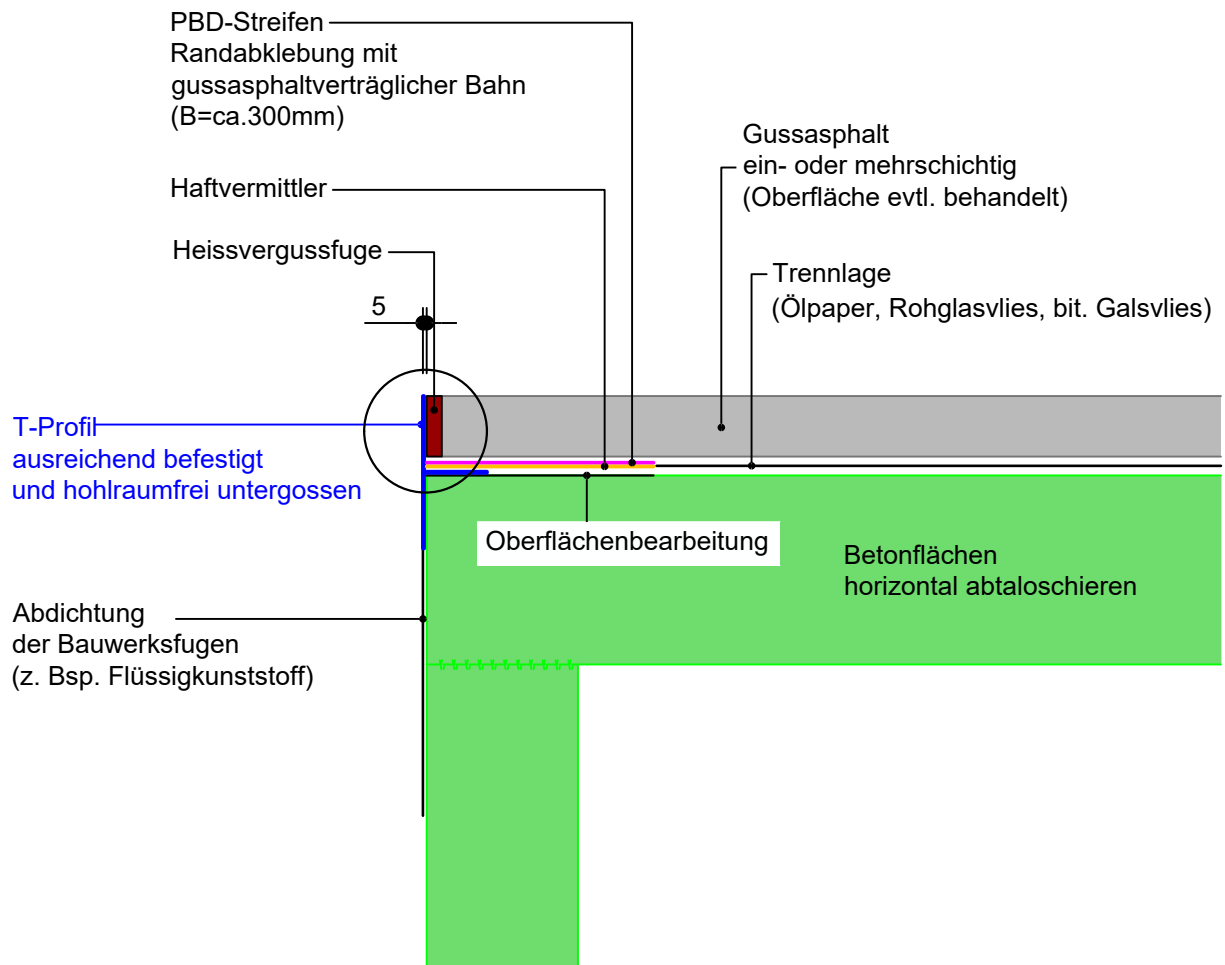 PBD-Streifen
Randabklebung mit
gussasphaltverträglicher Bahn
(B=ca.300mm)
Gussasphalt
ein- oder mehrschichtig
(Oberfläche evtl. behandelt)
Haftvermittler
Heissvergussfuge
Trennlage
(Ölpaper, Rohglasvlies, bit. Galsvlies)
5
T-Profil
ausreichend befestigt
und hohlraumfrei untergossen
Oberflächenbearbeitung
Betonflächen
horizontal abtaloschieren
Abdichtung
der Bauwerksfugen
(z. Bsp. Flüssigkunststoff)